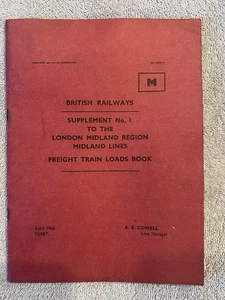 M
BRITISH RAILWAYS
SUPPLEMENT No. 1
TO THE
LONDON MIDLAND REGION
MIDLAND LINES
FREIGHT TRAIN LOADS BOOK
April 1966
DERBY.
COWELL
Line Manager